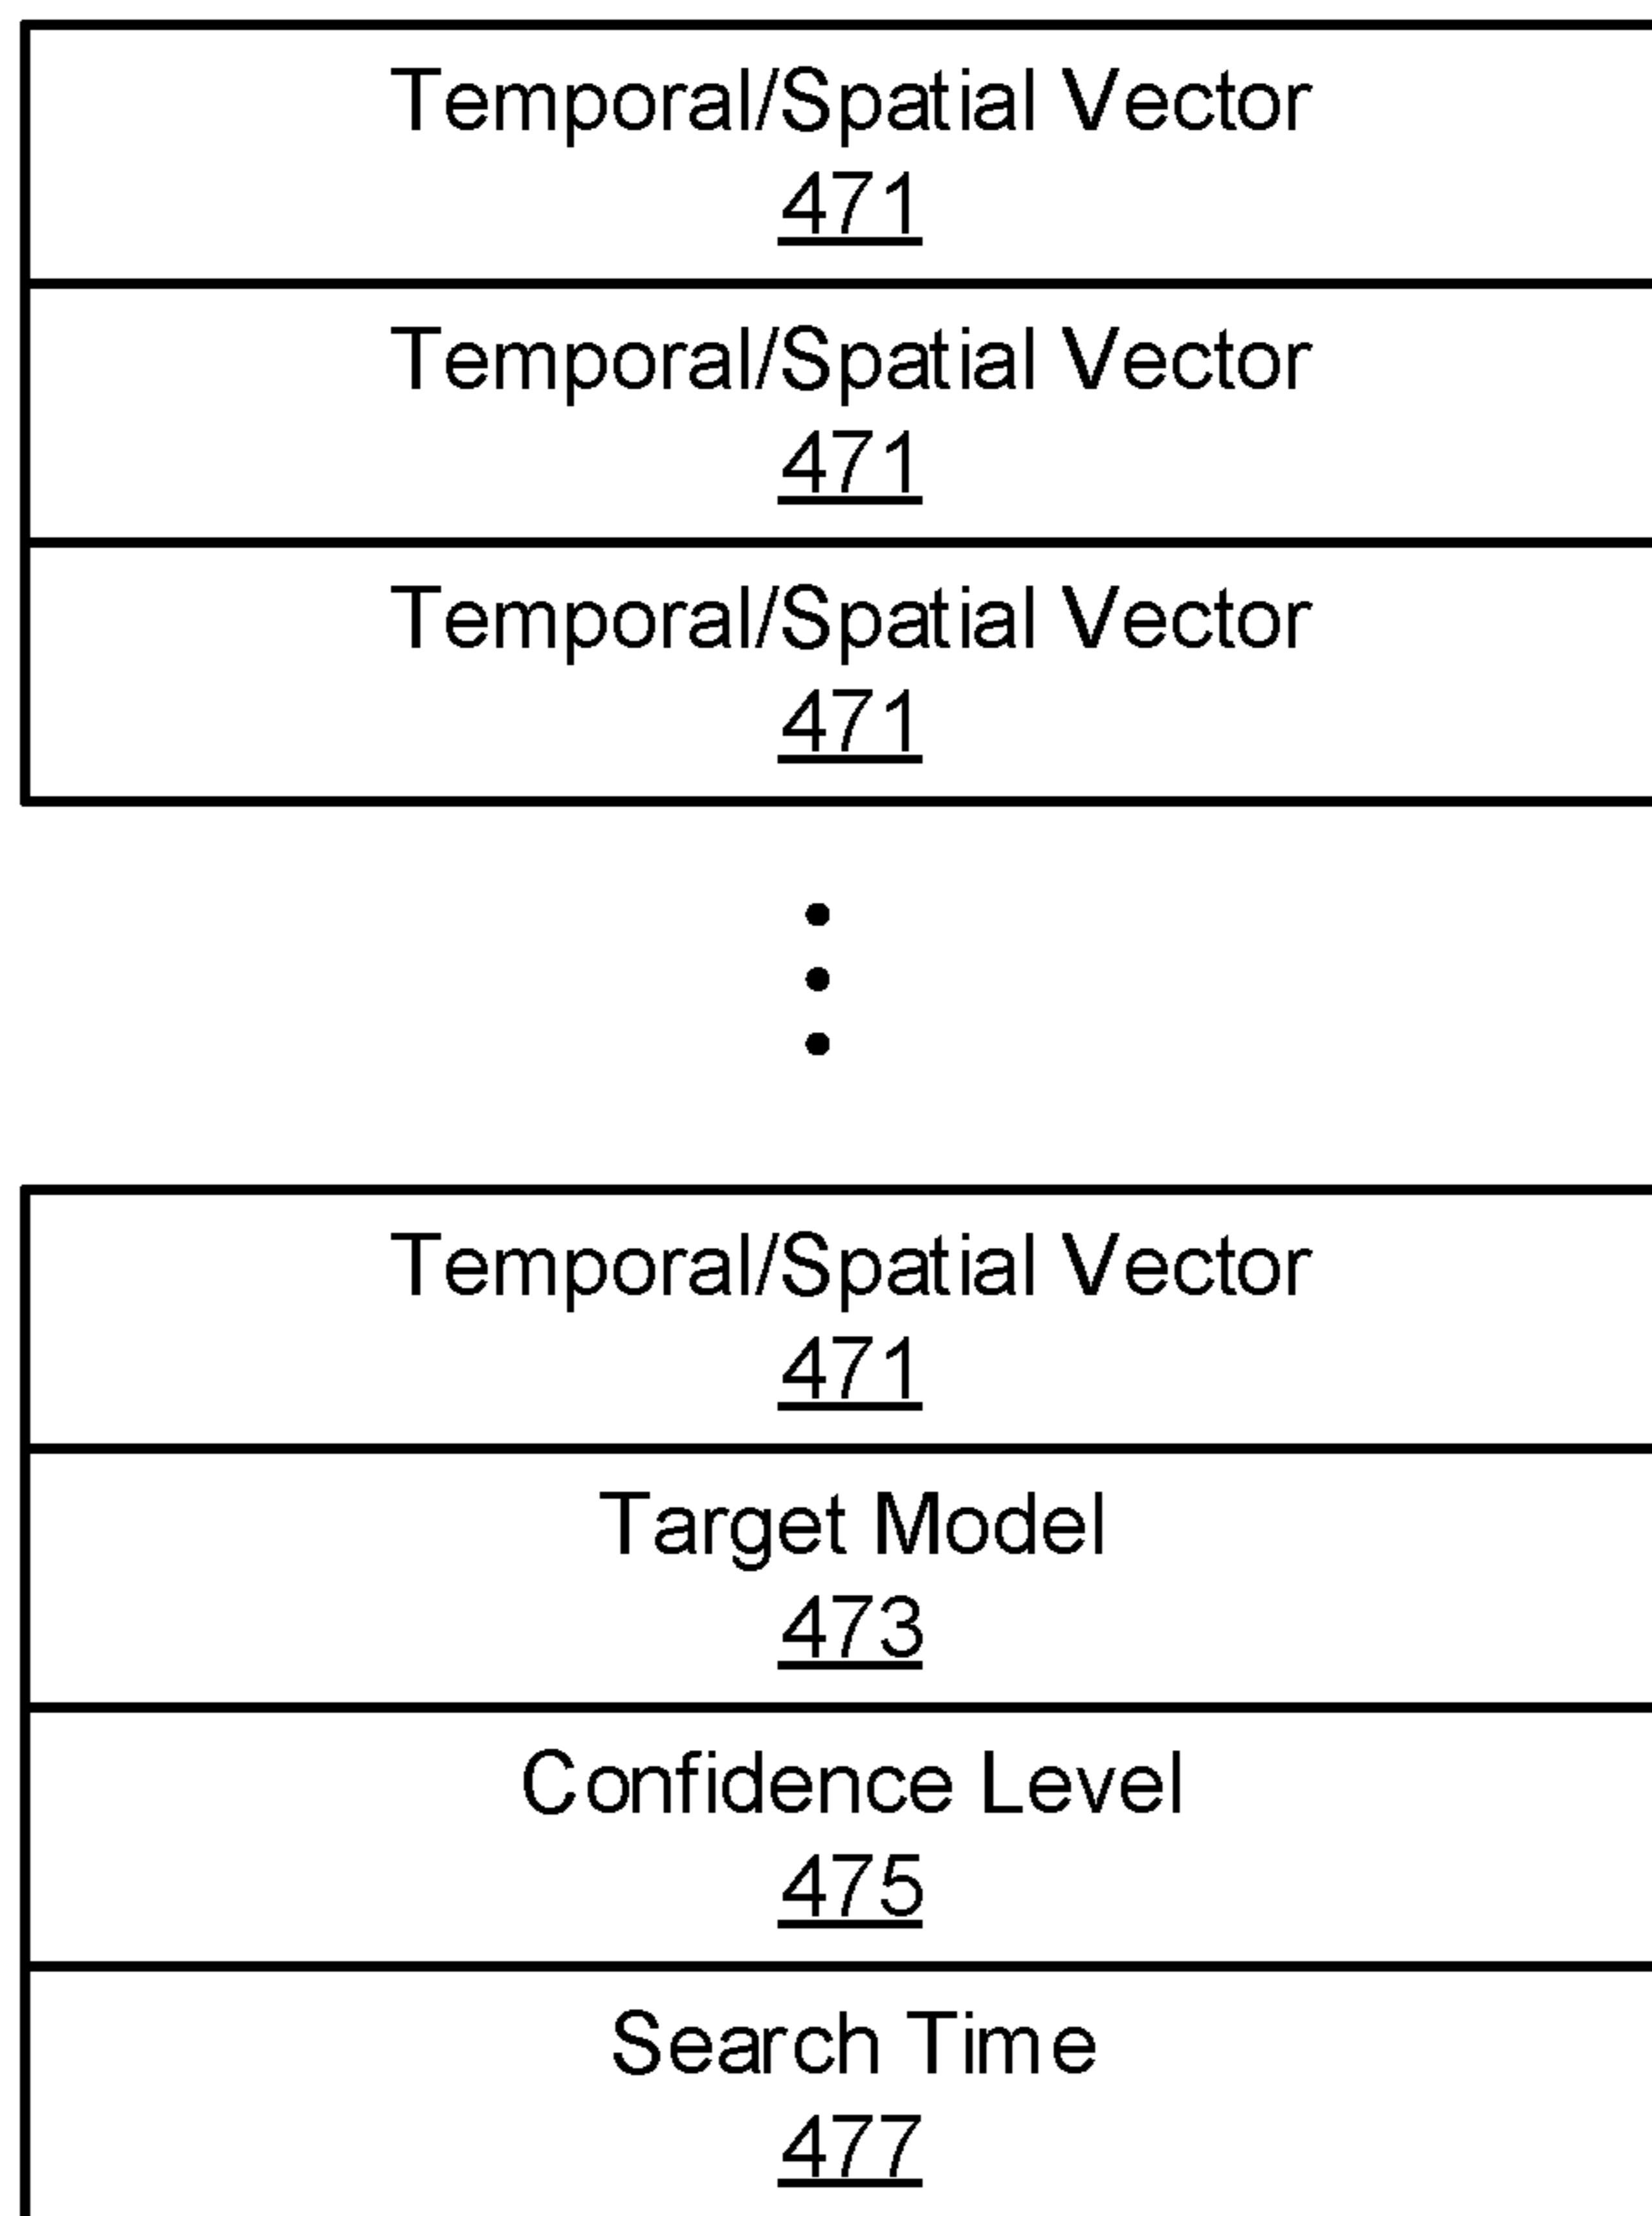 Temporal/Spatial Vector
471
Temporal/Spatial Vector
471
Temporal/Spatial Vector
471
Temporal/Spatial Vector
471
Target Model
473
Confidence Level
475
Search Time
477